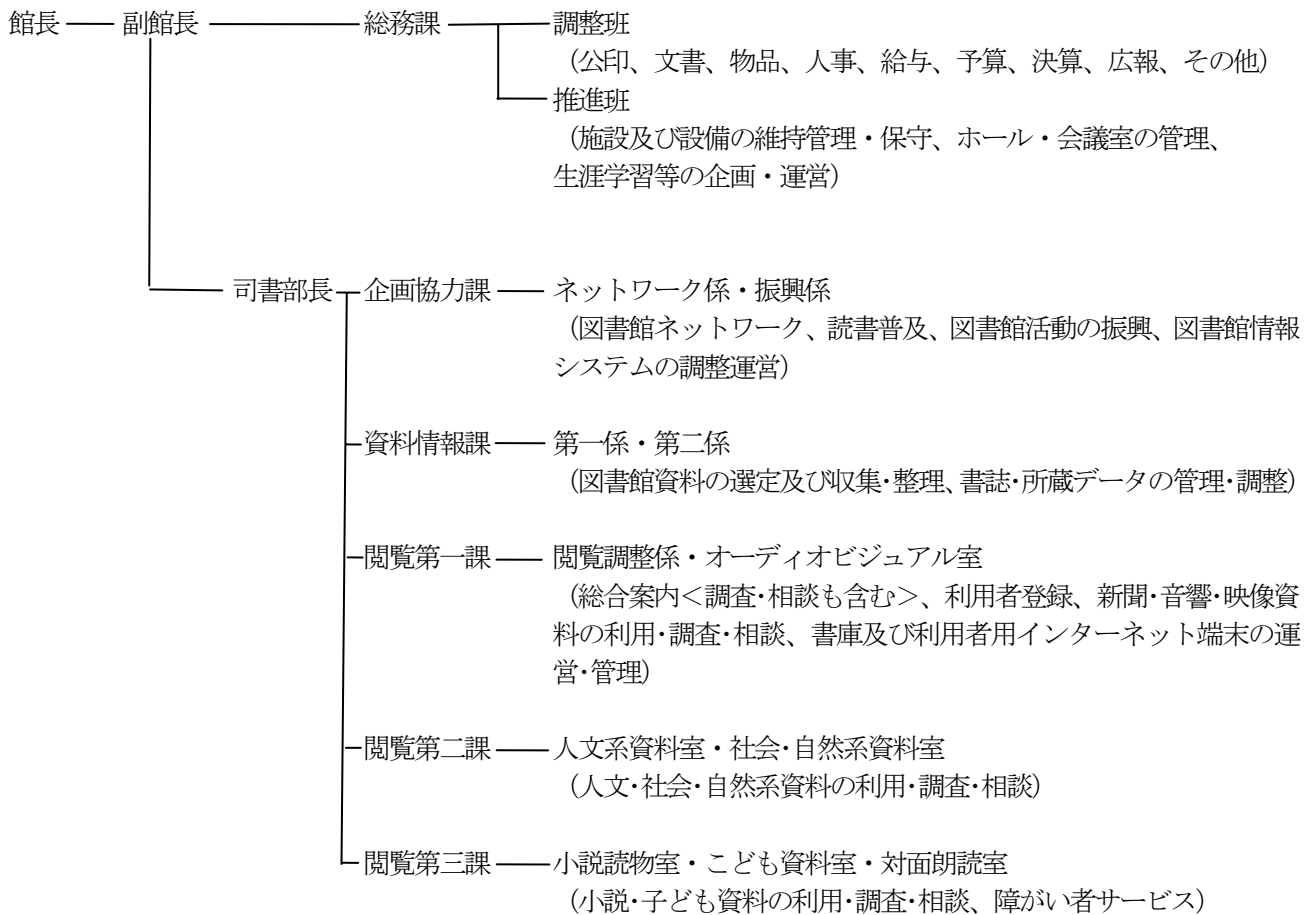 館長 副館長 総務課 調整班
（公印、文書、物品、人事、給与、予算、決算、広報、その他）
推進班
（施設及び設備の維持管理・保守、ホール・会議室の管理、
生涯学習等の企画・運営）
司書部長 企画協力課 ネットワーク係・振興係
（図書館ネットワーク、読書普及、図書館活動の振興、図書館情報
システムの調整運営）
資料情報課 第一係・第二係
（図書館資料の選定及び収集･整理､書誌･所蔵データの管理･調整）
閲覧第一課 閲覧調整係・オーディオビジュアル室
（総合案内＜調査･相談も含む＞、利用者登録、新聞･音響･映像資
料の利用･調査･相談、書庫及び利用者用インターネット端末の運
営･管理）
閲覧第二課 人文系資料室・社会･自然系資料室
（人文･社会･自然系資料の利用･調査･相談）
閲覧第三課 小説読物室・こども資料室・対面朗読室
（小説･子ども資料の利用･調査･相談、障がい者サービス）